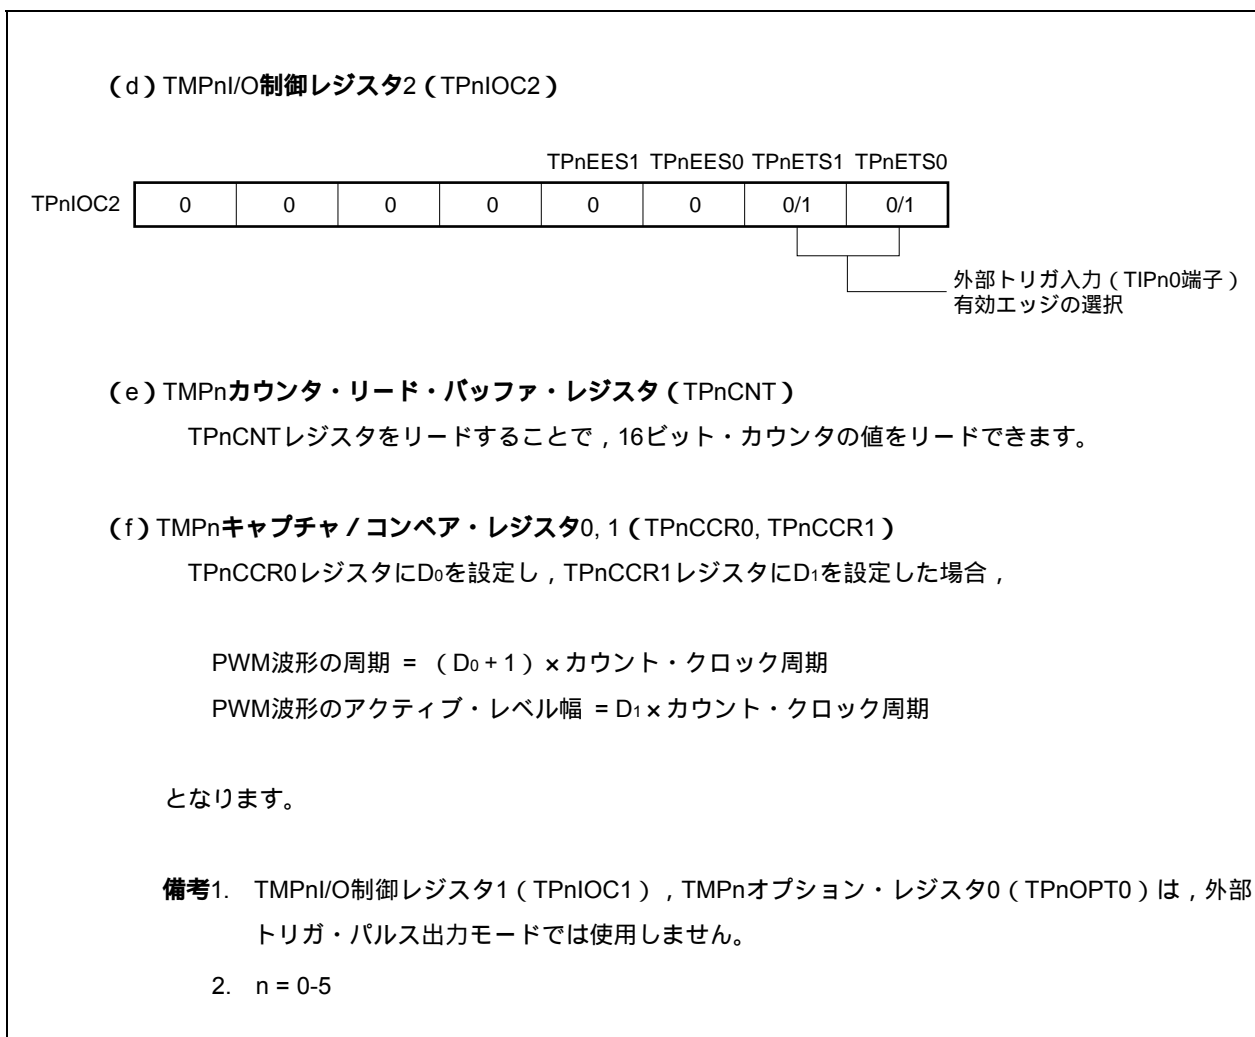 （d）TMPnI/O制御レジスタ2（TPnIOC2）
TPnEES1 TPnEES0 TPnETS1 TPnETS0
TPnIOC2 0 0 0 0 0 0 0/1 0/1
外部トリガ入力（TIPn0端子）
有効エッジの選択
（e）TMPnカウンタ・リード・バッファ・レジスタ（TPnCNT）
TPnCNTレジスタをリードすることで，16ビット・カウンタの値をリードできます。
（f）TMPnキャプチャ／コンペア・レジスタ0, 1（TPnCCR0, TPnCCR1）
TPnCCR0レジスタにD0を設定し，TPnCCR1レジスタにD1を設定した場合，
PWM波形の周期 = （D0＋1）×カウント・クロック周期
PWM波形のアクティブ・レベル幅 = D1×カウント・クロック周期
となります。
備考1. TMPnI/O制御レジスタ1（TPnIOC1），TMPnオプション・レジスタ0（TPnOPT0）は，外部
トリガ・パルス出力モードでは使用しません。
2. n = 0-5